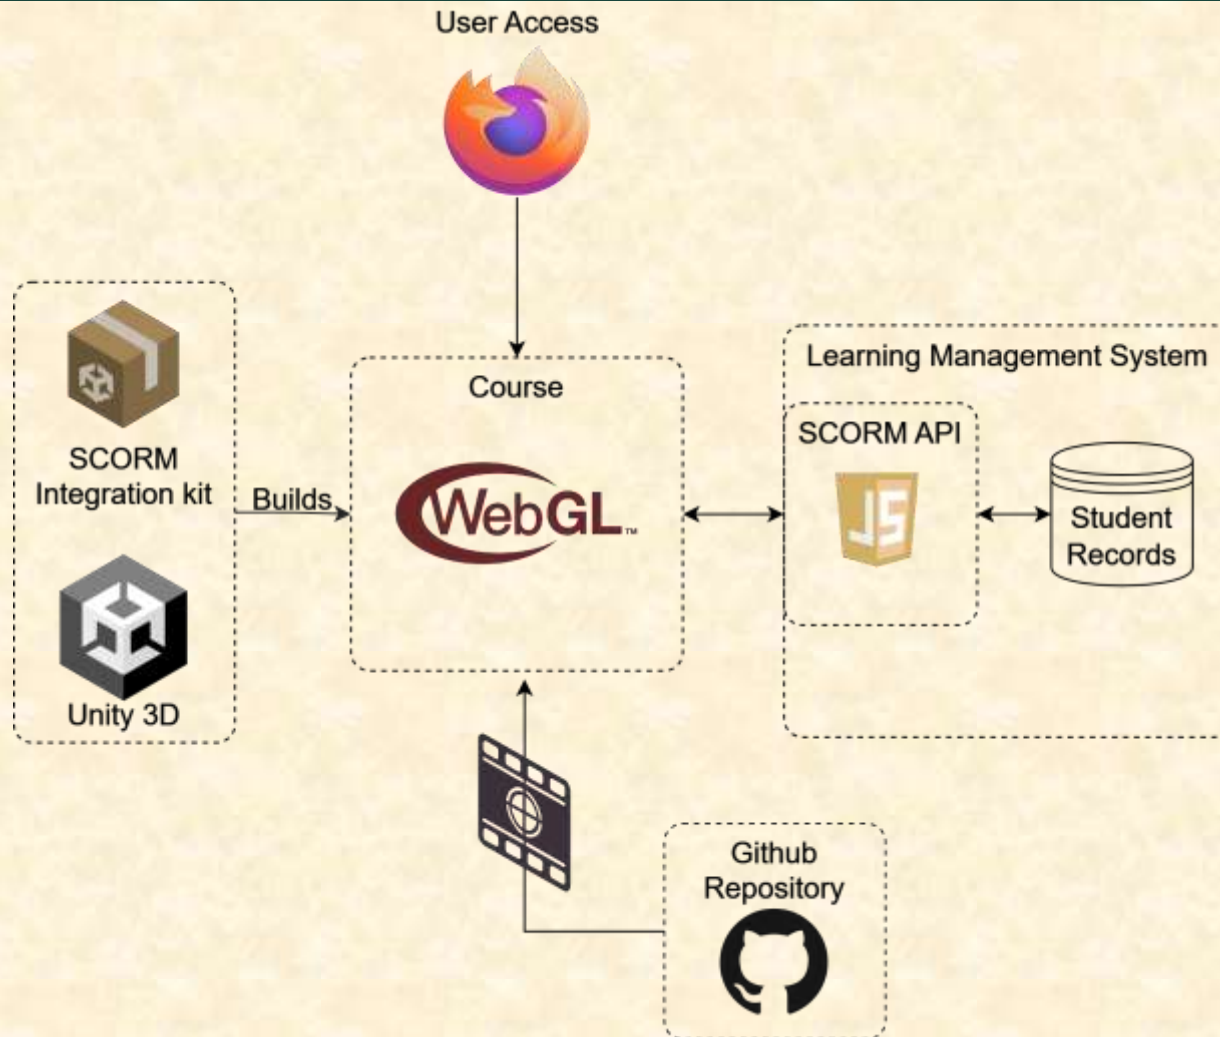 User Access
SCORM
Integration kit
Unity 3D
Builds
Course
WebGL™
Learning Management System
SCORM API
JS
Student
Records
Github
Repository